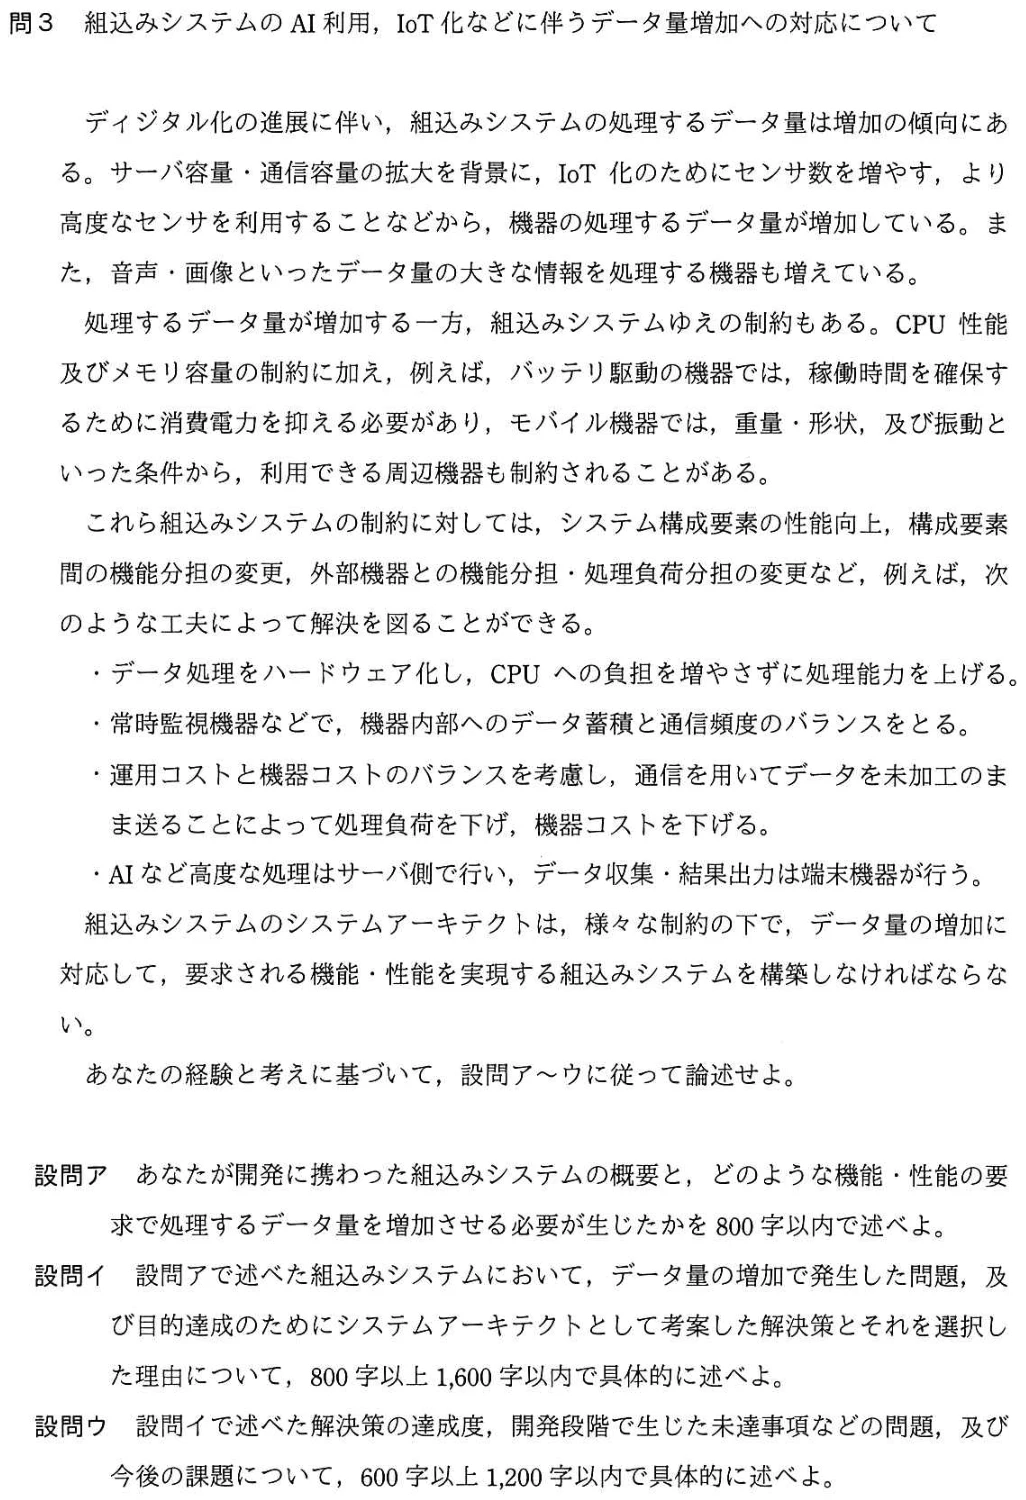 問３　組込みシステムの AI 利用，IoT 化などに伴うデータ量増加への対応について
ディジタル化の進展に伴い，組込みシステムの処理するデータ量は増加の傾向にあ
る。サーバ容量・通信容量の拡大を背景に，IoT 化のためにセンサ数を増やす，より
高度なセンサを利用することなどから，機器の処理するデータ量が増加している。ま
た，音声・画像といったデータ量の大きな情報を処理する機器も増えている。
処理するデータ量が増加する一方，組込みシステムゆえの制約もある。CPU 性能
及びメモリ容量の制約に加え，例えば，バッテリ駆動の機器では，稼働時間を確保す
るために消費電力を抑える必要があり，モバイル機器では，重量・形状，及び振動と
いった条件から，利用できる周辺機器も制約されることがある。
これら組込みシステムの制約に対しては，システム構成要素の性能向上，構成要素
間の機能分担の変更，外部機器との機能分担・処理負荷分担の変更など，例えば，次
のような工夫によって解決を図ることができる。
・データ処理をハードウェア化し，CPU への負担を増やさずに処理能力を上げる。
・常時監視機器などで，機器内部へのデータ蓄積と通信頻度のバランスをとる。
・運用コストと機器コストのバランスを考慮し，通信を用いてデータを未加工のま
ま送ることによって処理負荷を下げ，機器コストを下げる。
・AI など高度な処理はサーバ側で行い，データ収集・結果出力は端末機器が行う。
組込みシステムのシステムアーキテクトは，様々な制約の下で，データ量の増加に
対応して，要求される機能・性能を実現する組込みシステムを構築しなければならな
い。
あなたの経験と考えに基づいて，設問ア～ウに従って論述せよ。
設問ア　あなたが開発に携わった組込みシステムの概要と，どのような機能・性能の要
求で処理するデータ量を増加させる必要が生じたかを 800 字以内で述べよ。
設問イ　設問アで述べた組込みシステムにおいて，データ量の増加で発生した問題，及
び目的達成のためにシステムアーキテクトとして考案した解決策とそれを選択し
た理由について，800 字以上 1,600 字以内で具体的に述べよ。
設問ウ　設問イで述べた解決策の達成度，開発段階で生じた未達事項などの問題，及び
今後の課題について，600 字以上 1,200 字以内で具体的に述べよ。